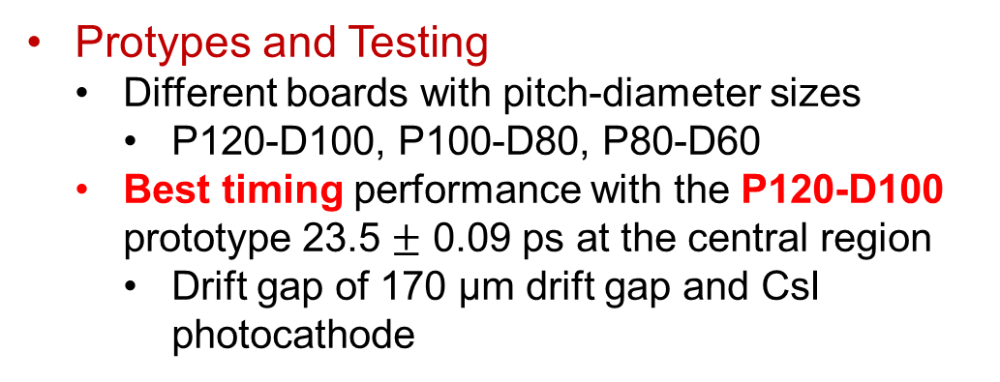 • Protypes and Testing
• Different boards with pitch-diameter sizes
• P120-D100, P100-D80, P80-D60
• Best timing performance with the P120-D100
prototype 23.5 ± 0.09 ps at the central region
• Drift gap of 170 μm drift gap and CsI
photocathode